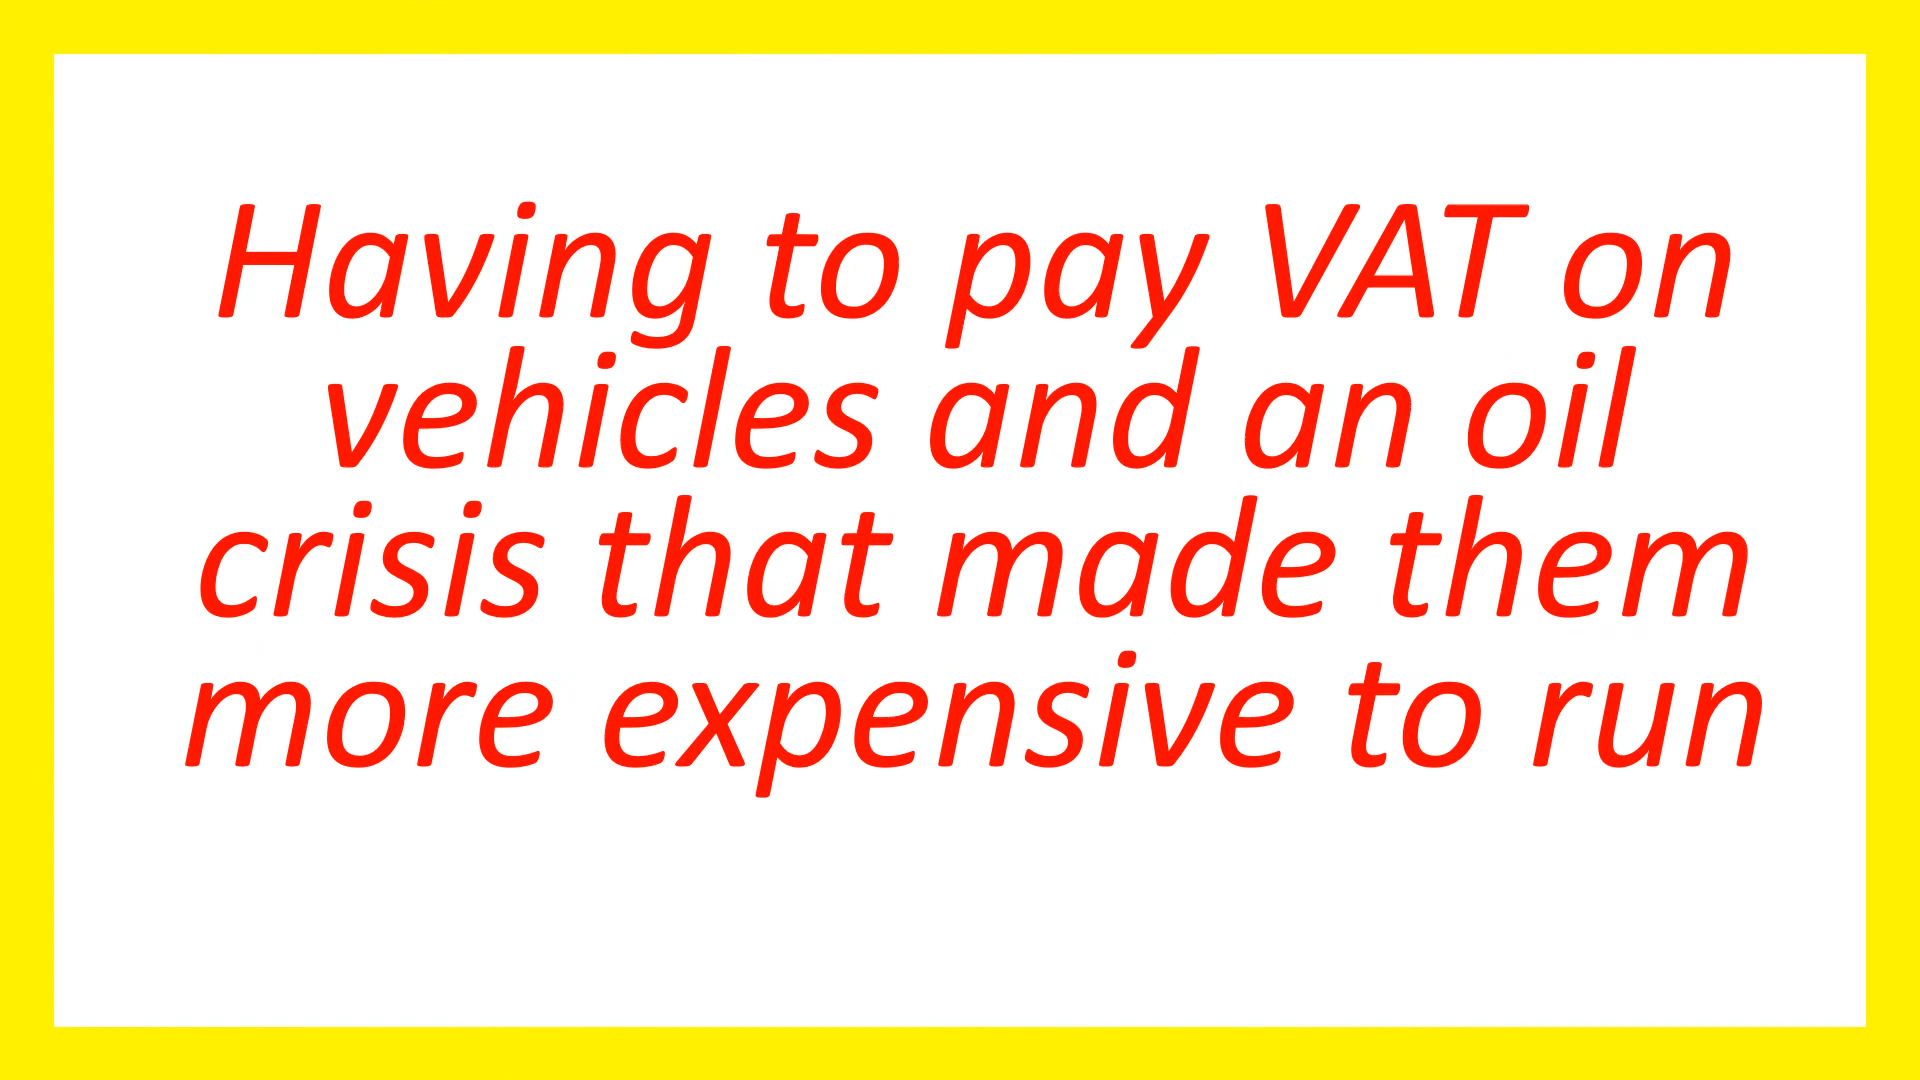 Having to pay VAT on
vehicles and an oil
crisis that made them
more expensive to run